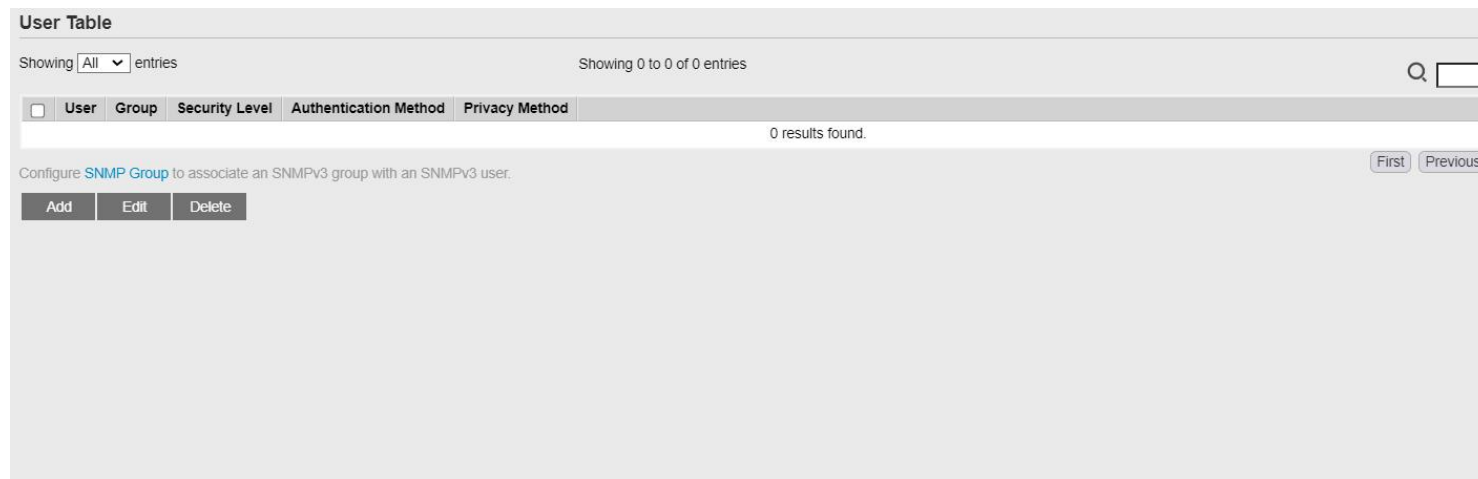 User Table
Showing All entries
Showing 0 to 0 of 0 entries
User Group Security Level Authentication Method Privacy Method
0 results found.
First Previous
Configure SNMP Group to associate an SNMPv3 group with an SNMPv3 user.
Add Edit Delete